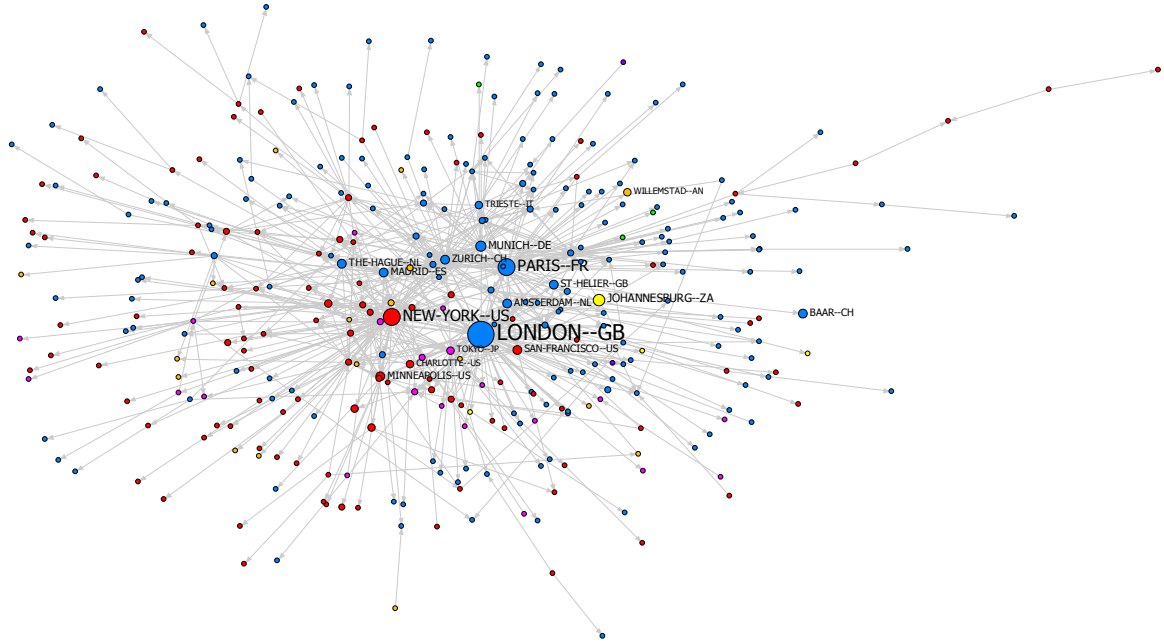 WILLEMSTAD--AN
TRIESTE--IT
MUNICH--DE
ZURICH--CH
THE-HAGUE--NL
MADRID--ES
PARIS--FR
ST-HELIER--GB
AMSTERDAM--NL
JOHANNESBURG--ZA
BAAR--CH
NEW-YORK--US
LONDON--GB
TOKYO--JP
SAN-FRANCISCO--US
CHARLOTTE--US
MINNEAPOLIS--US